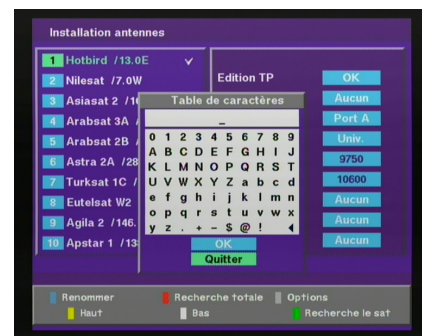 Installation antennes
1 Hotbird /13.0E
2 Nilesat /7.0W
3 Asiasat 2 /1
4 Arabsat 3A /
5 Arabsat 2B /
6 Astra 2A /28
7 Turksat 1C /
8 Eutelsat W2
9 Agila 2 /146.
10 Apstar 1 /13
Edition TP OK
Aucun
Port A
Univ.
9750
10600
Aucun
Aucun
Aucun
Table de caractères
_
0 1 2 3 4 5 6 7 8 9
A B C D E F G H I J
K L M N O P Q R S T
U V W X Y Z a b c d
e f g h i j k l m n
o p q r s t u v w x
y z . + - $ @ !
OK
Quitter
Renommer Recherche totale Options
Haut Bas Recherche le sat